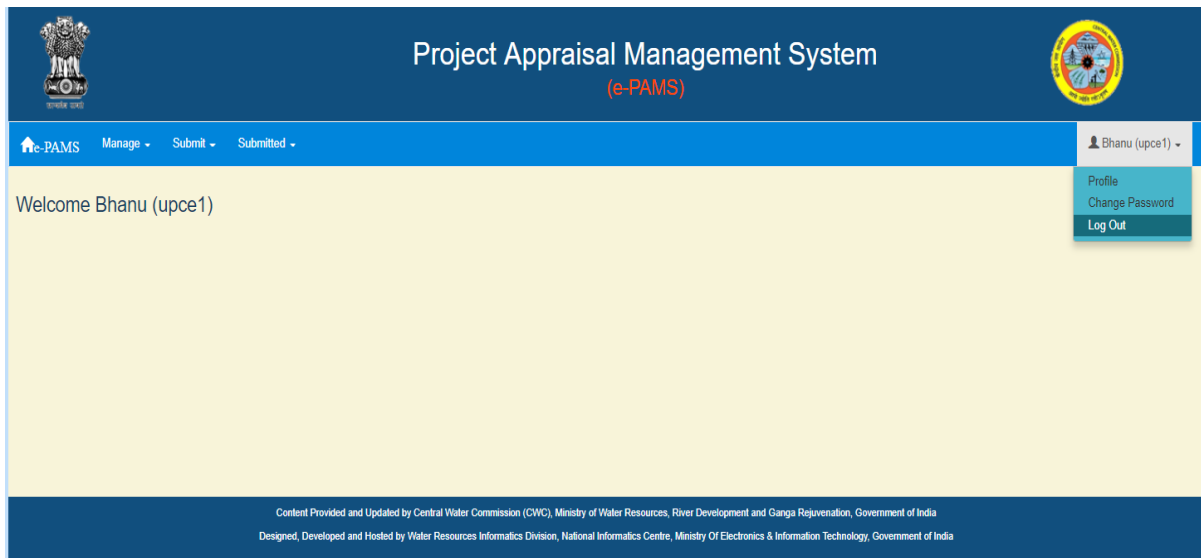 सत्यमेव जयते
Project Appraisal Management System
(e-PAMS)
e-PAMS Manage Submit Submitted Bhanu (upce1)
Profile
Change Password
Log Out
Welcome Bhanu (upce1)
Content Provided and Updated by Central Water Commission (CWC), Ministry of Water Resources, River Development and Ganga Rejuvenation, Government of India
Designed, Developed and Hosted by Water Resources Informatics Division, National Informatics Centre, Ministry Of Electronics & Information Technology, Government of India